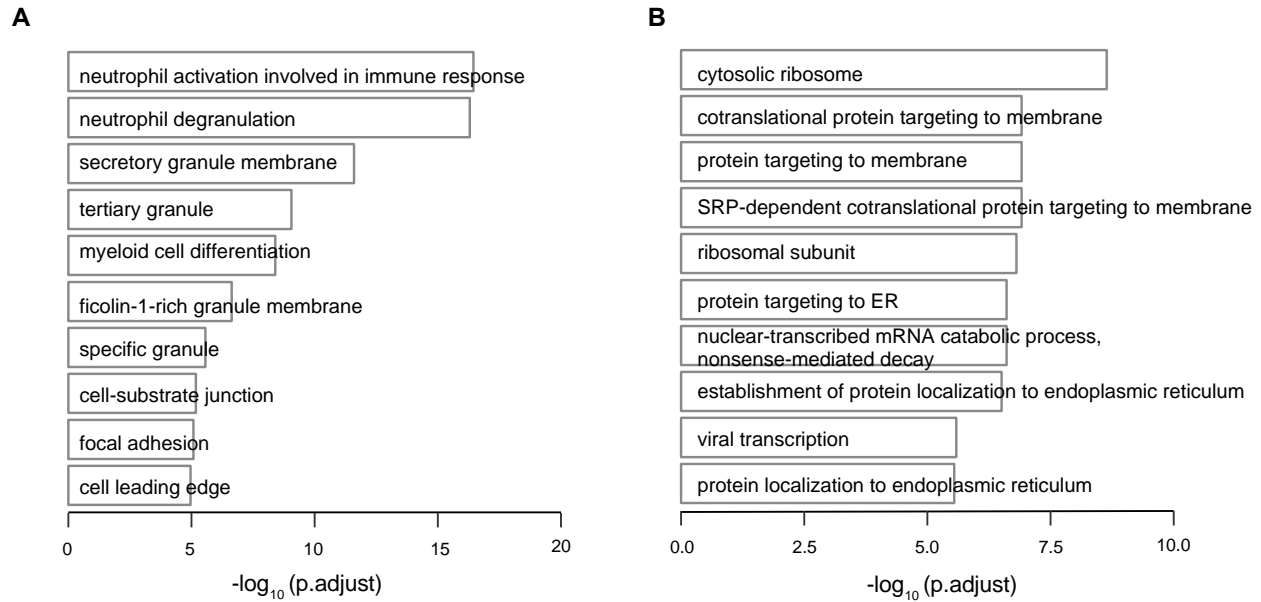 A
neutrophil activation involved in immune response
neutrophil degranulation
secretory granule membrane
tertiary granule
myeloid cell differentiation
ficolin-1-rich granule membrane
specific granule
cell-substrate junction
focal adhesion
cell leading edge
0 5 10 15 20
-log10 (p.adjust)
B
cytosolic ribosome
cotranslational protein targeting to membrane
protein targeting to membrane
SRP-dependent cotranslational protein targeting to membrane
ribosomal subunit
protein targeting to ER
nuclear-transcribed mRNA catabolic process,
nonsense-mediated decay
establishment of protein localization to endoplasmic reticulum
viral transcription
protein localization to endoplasmic reticulum
0.0 2.5 5.0 7.5 10.0
-log10 (p.adjust)